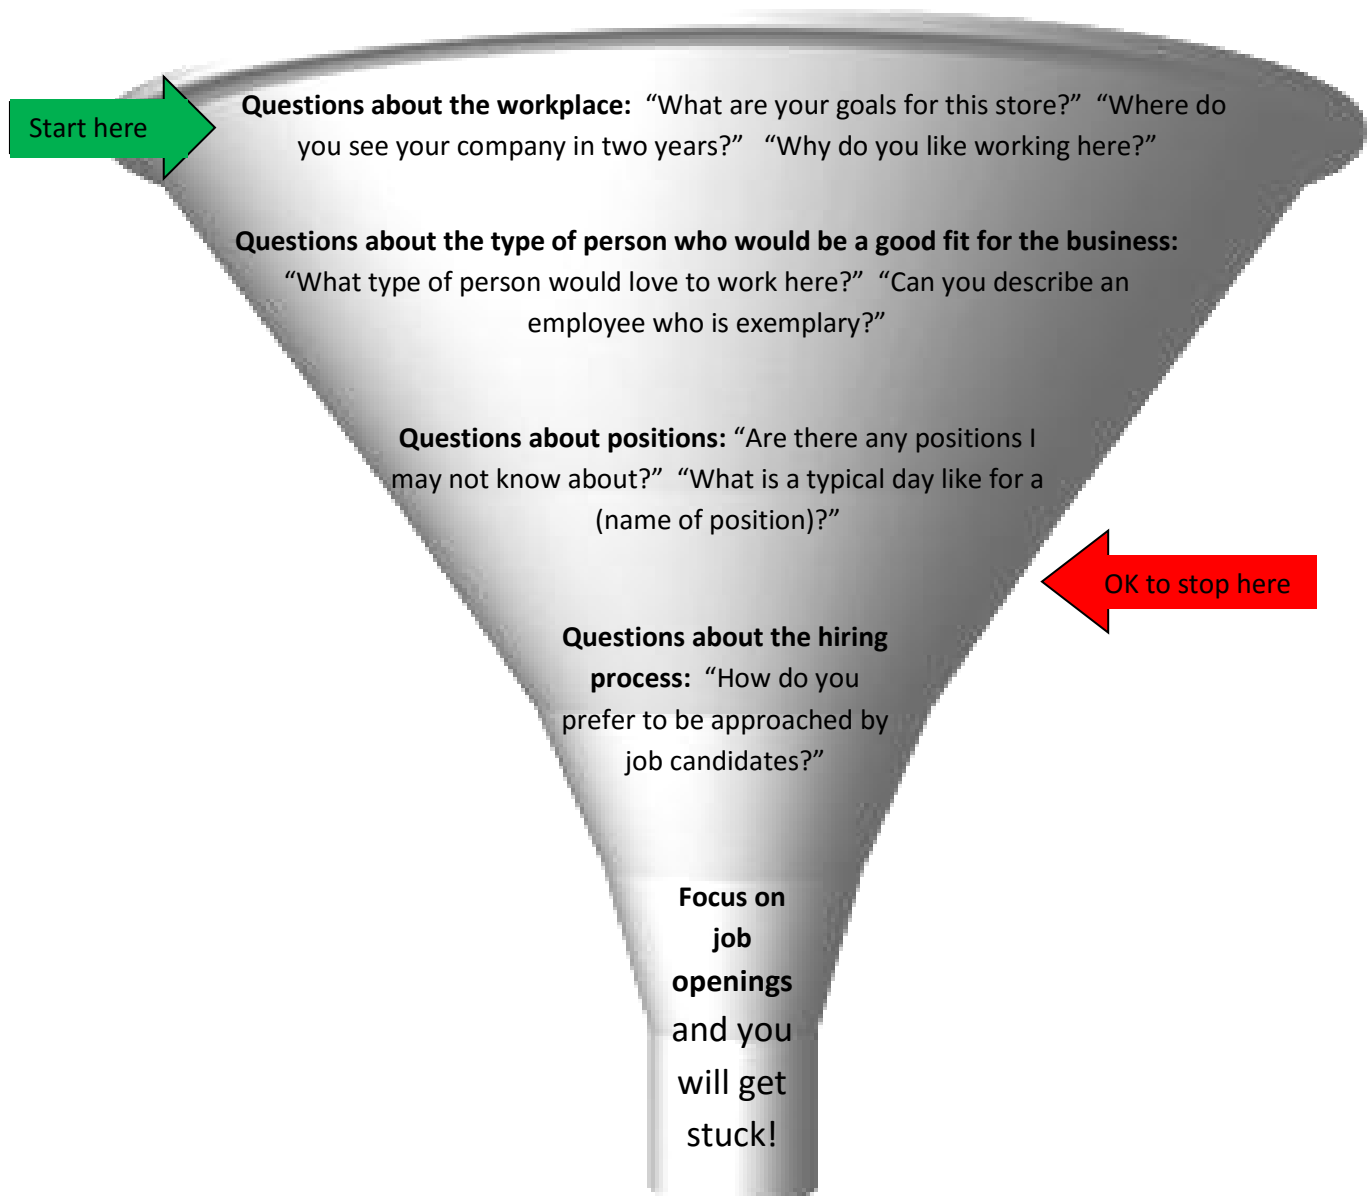 Start here
Questions about the workplace: “What are your goals for this store?” “Where do
you see your company in two years?” “Why do you like working here?”
Questions about the type of person who would be a good fit for the business:
“What type of person would love to work here?” “Can you describe an
employee who is exemplary?”
Questions about positions: “Are there any positions I
may not know about?” “What is a typical day like for a
(name of position)?”
OK to stop here
Questions about the hiring
process: “How do you
prefer to be approached by
job candidates?”
Focus on
job
openings
and you
will get
stuck!